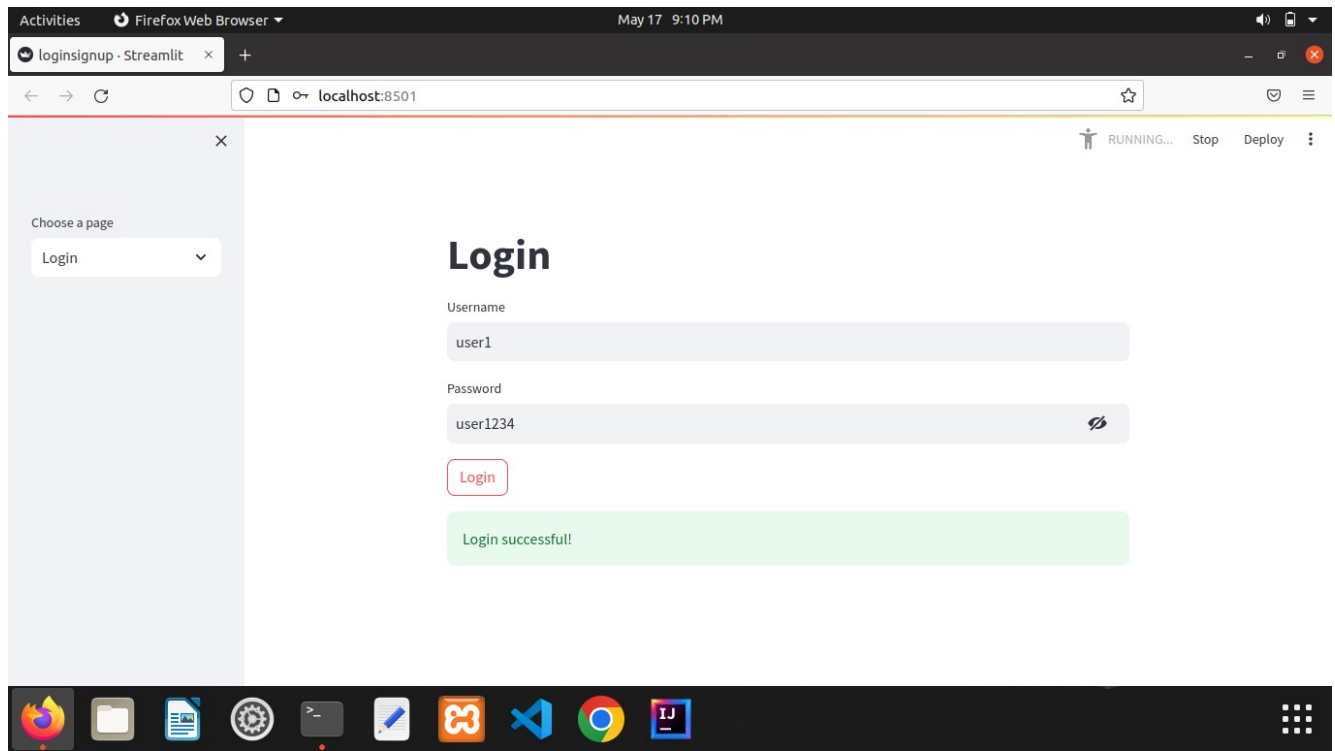 Activities Firefox Web Browser May 17 9:10 PM
loginsignup · Streamlit
localhost:8501
RUNNING... Stop Deploy
Choose a page
Login
Login
Username
user1
Password
user1234
Login
Login successful!
>_
IJ